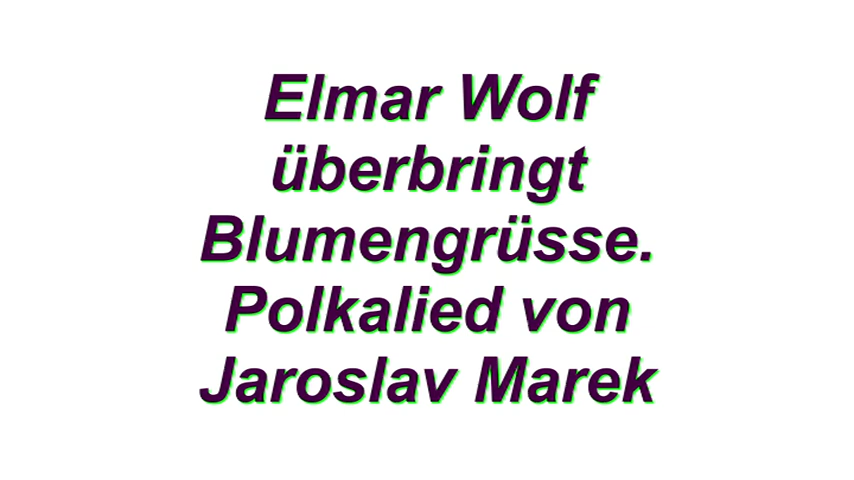 Elmar Wolf
überbringt
Blumengrüsse.
Polkalied von
Jaroslav Marek